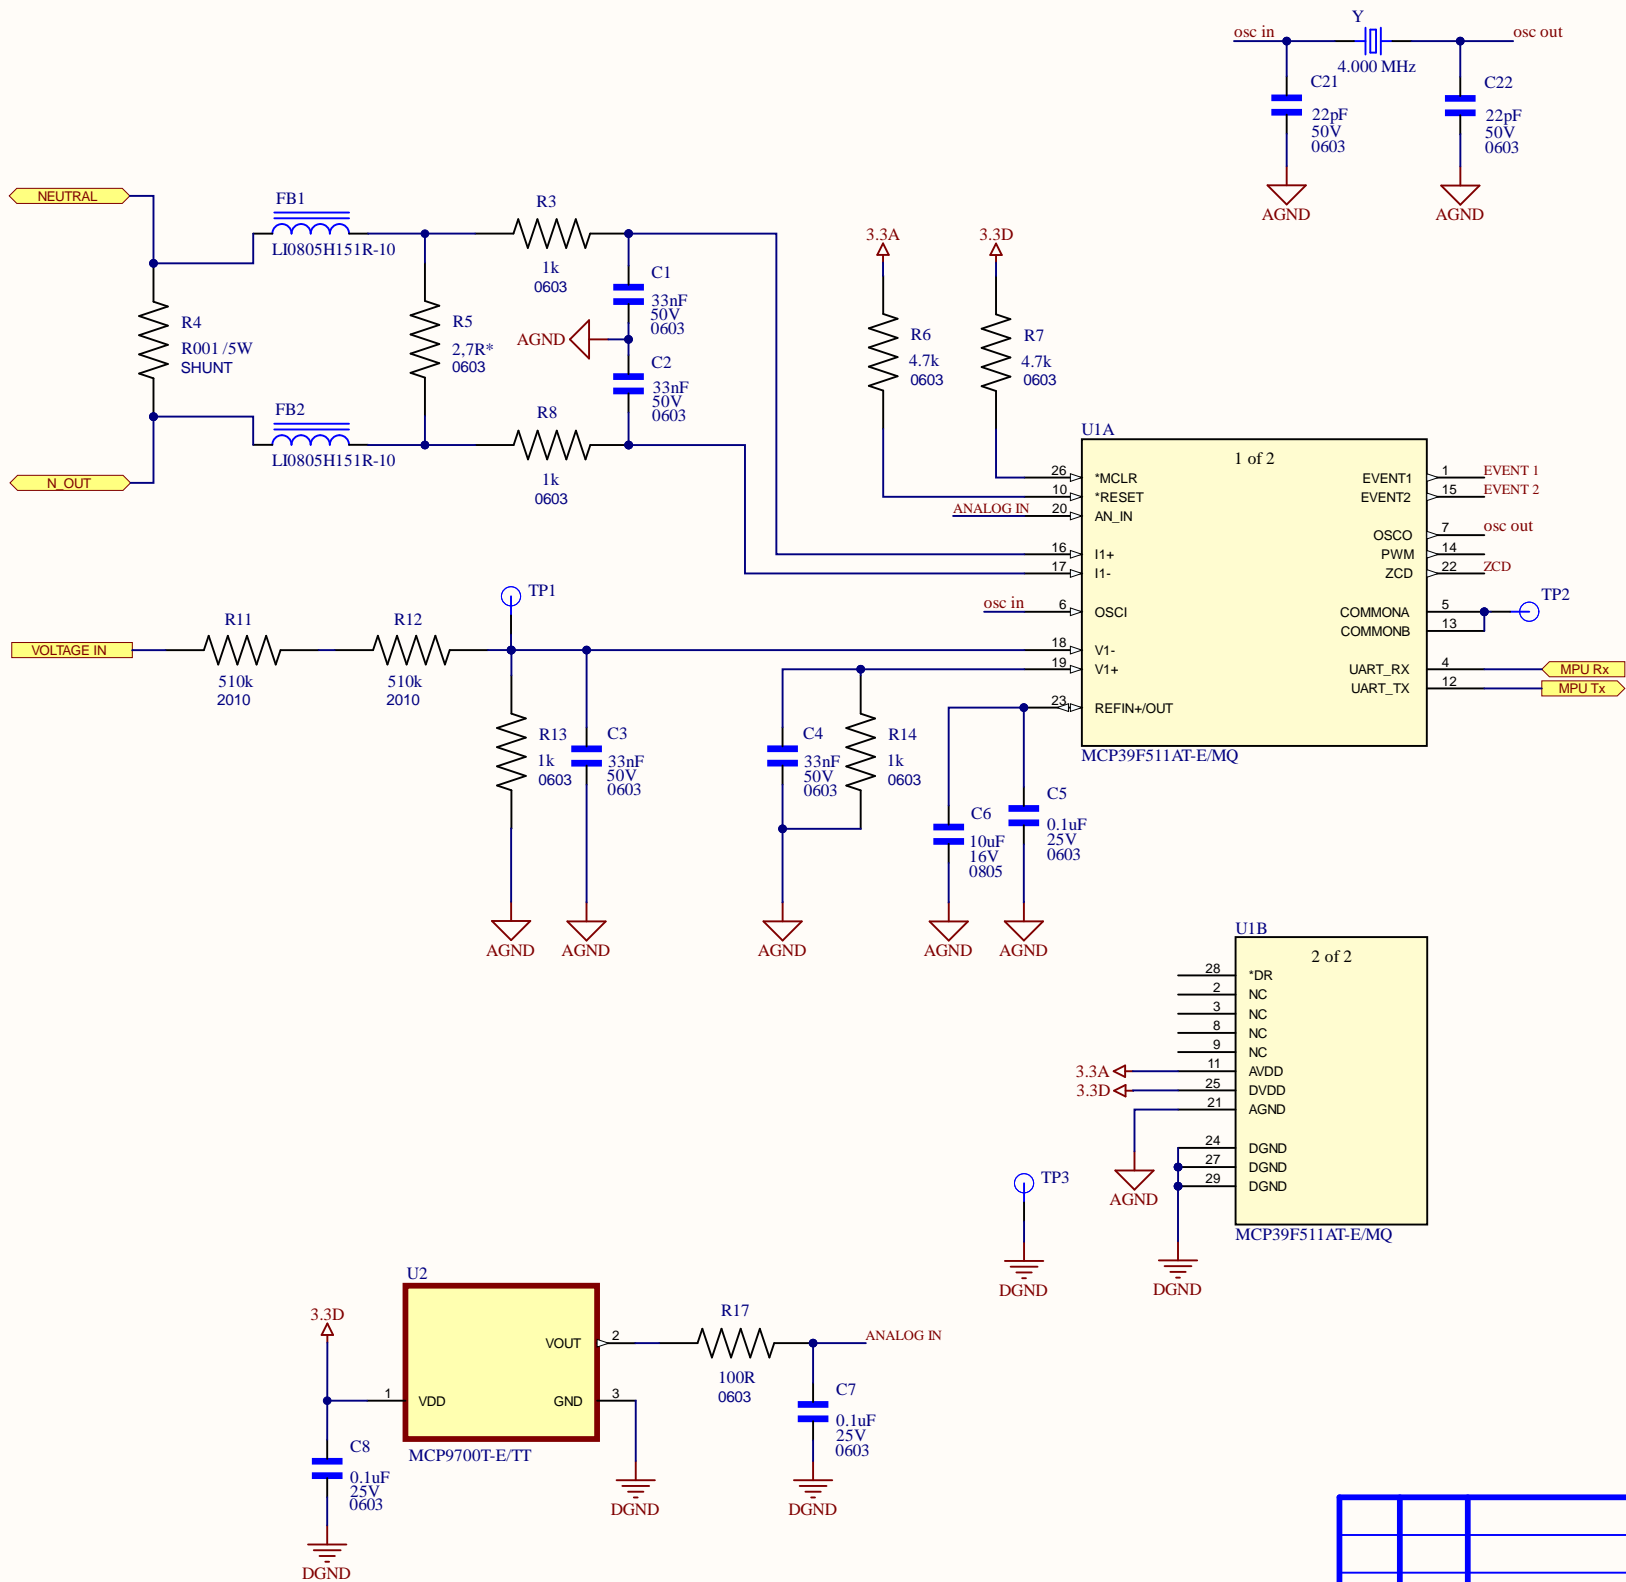 Y
osc in
osc out
4.000 MHz
C21
22pF
50V
0603
C22
22pF
50V
0603
AGND
AGND
NEUTRAL
FB1
LI0805H151R-10
R3
1k
0603
C1
33nF
50V
0603
R4
R001 /5W
SHUNT
R5
2,7R*
0603
AGND
C2
33nF
50V
0603
FB2
LI0805H151R-10
R8
1k
0603
N_OUT
3.3A
3.3D
R6
4.7k
0603
R7
4.7k
0603
U1A
1 of 2
26 *MCLR
10 *RESET
ANALOG IN 20 AN_IN
16 I1+
17 I1-
osc in 6 OSCI
18 V1-
19 V1+
23 REFIN+/OUT
EVENT1 1 EVENT 1
EVENT2 15 EVENT 2
OSCO 7 osc out
PWM 14
ZCD 22 ZCD
COMMONA 5
COMMONB 13
TP2
UART_RX 4 MPU Rx
UART_TX 12 MPU Tx
MCP39F511AT-E/MQ
TP1
VOLTAGE IN
R11
510k
2010
R12
510k
2010
R13
1k
0603
C3
33nF
50V
0603
C4
33nF
50V
0603
R14
1k
0603
C6
10uF
16V
0805
C5
0.1uF
25V
0603
AGND
AGND
AGND
AGND
AGND
U1B
2 of 2
28 *DR
2 NC
3 NC
8 NC
9 NC
3.3A 11 AVDD
3.3D 25 DVDD
21 AGND
24 DGND
27 DGND
29 DGND
AGND
MCP39F511AT-E/MQ
DGND
TP3
DGND
U2
3.3D
1 VDD
VOUT 2
GND 3
MCP9700T-E/TT
R17
100R
0603
ANALOG IN
C7
0.1uF
25V
0603
C8
0.1uF
25V
0603
DGND
DGND
DGND